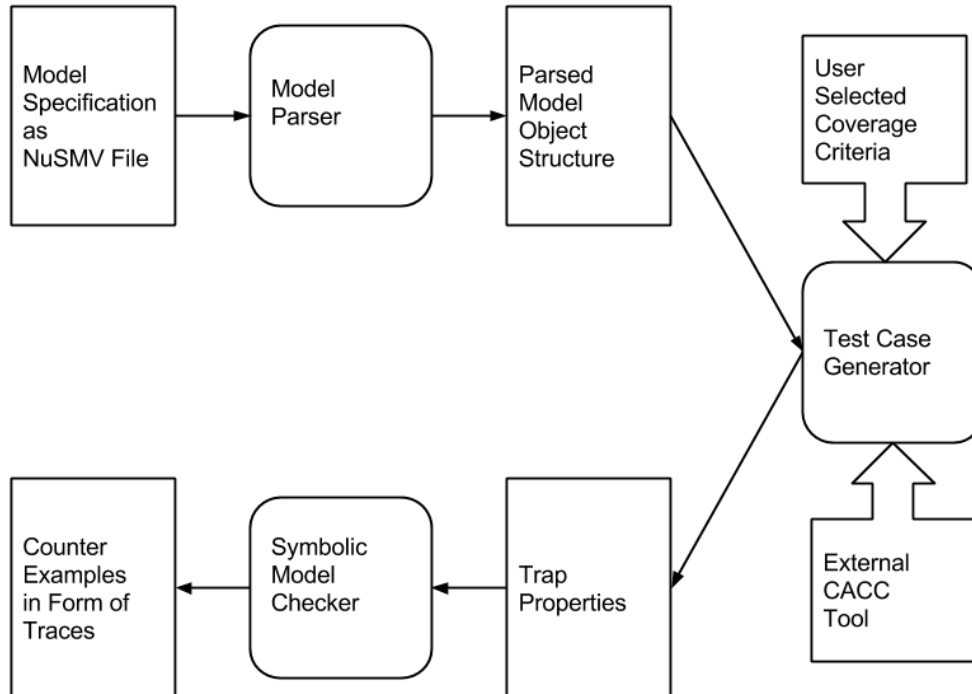 Model
Specification
as
NuSMV File
Model
Parser
Parsed
Model
Object
Structure
User
Selected
Coverage
Criteria
Test Case
Generator
Counter
Examples
in Form of
Traces
Symbolic
Model
Checker
Trap
Properties
External
CACC
Tool